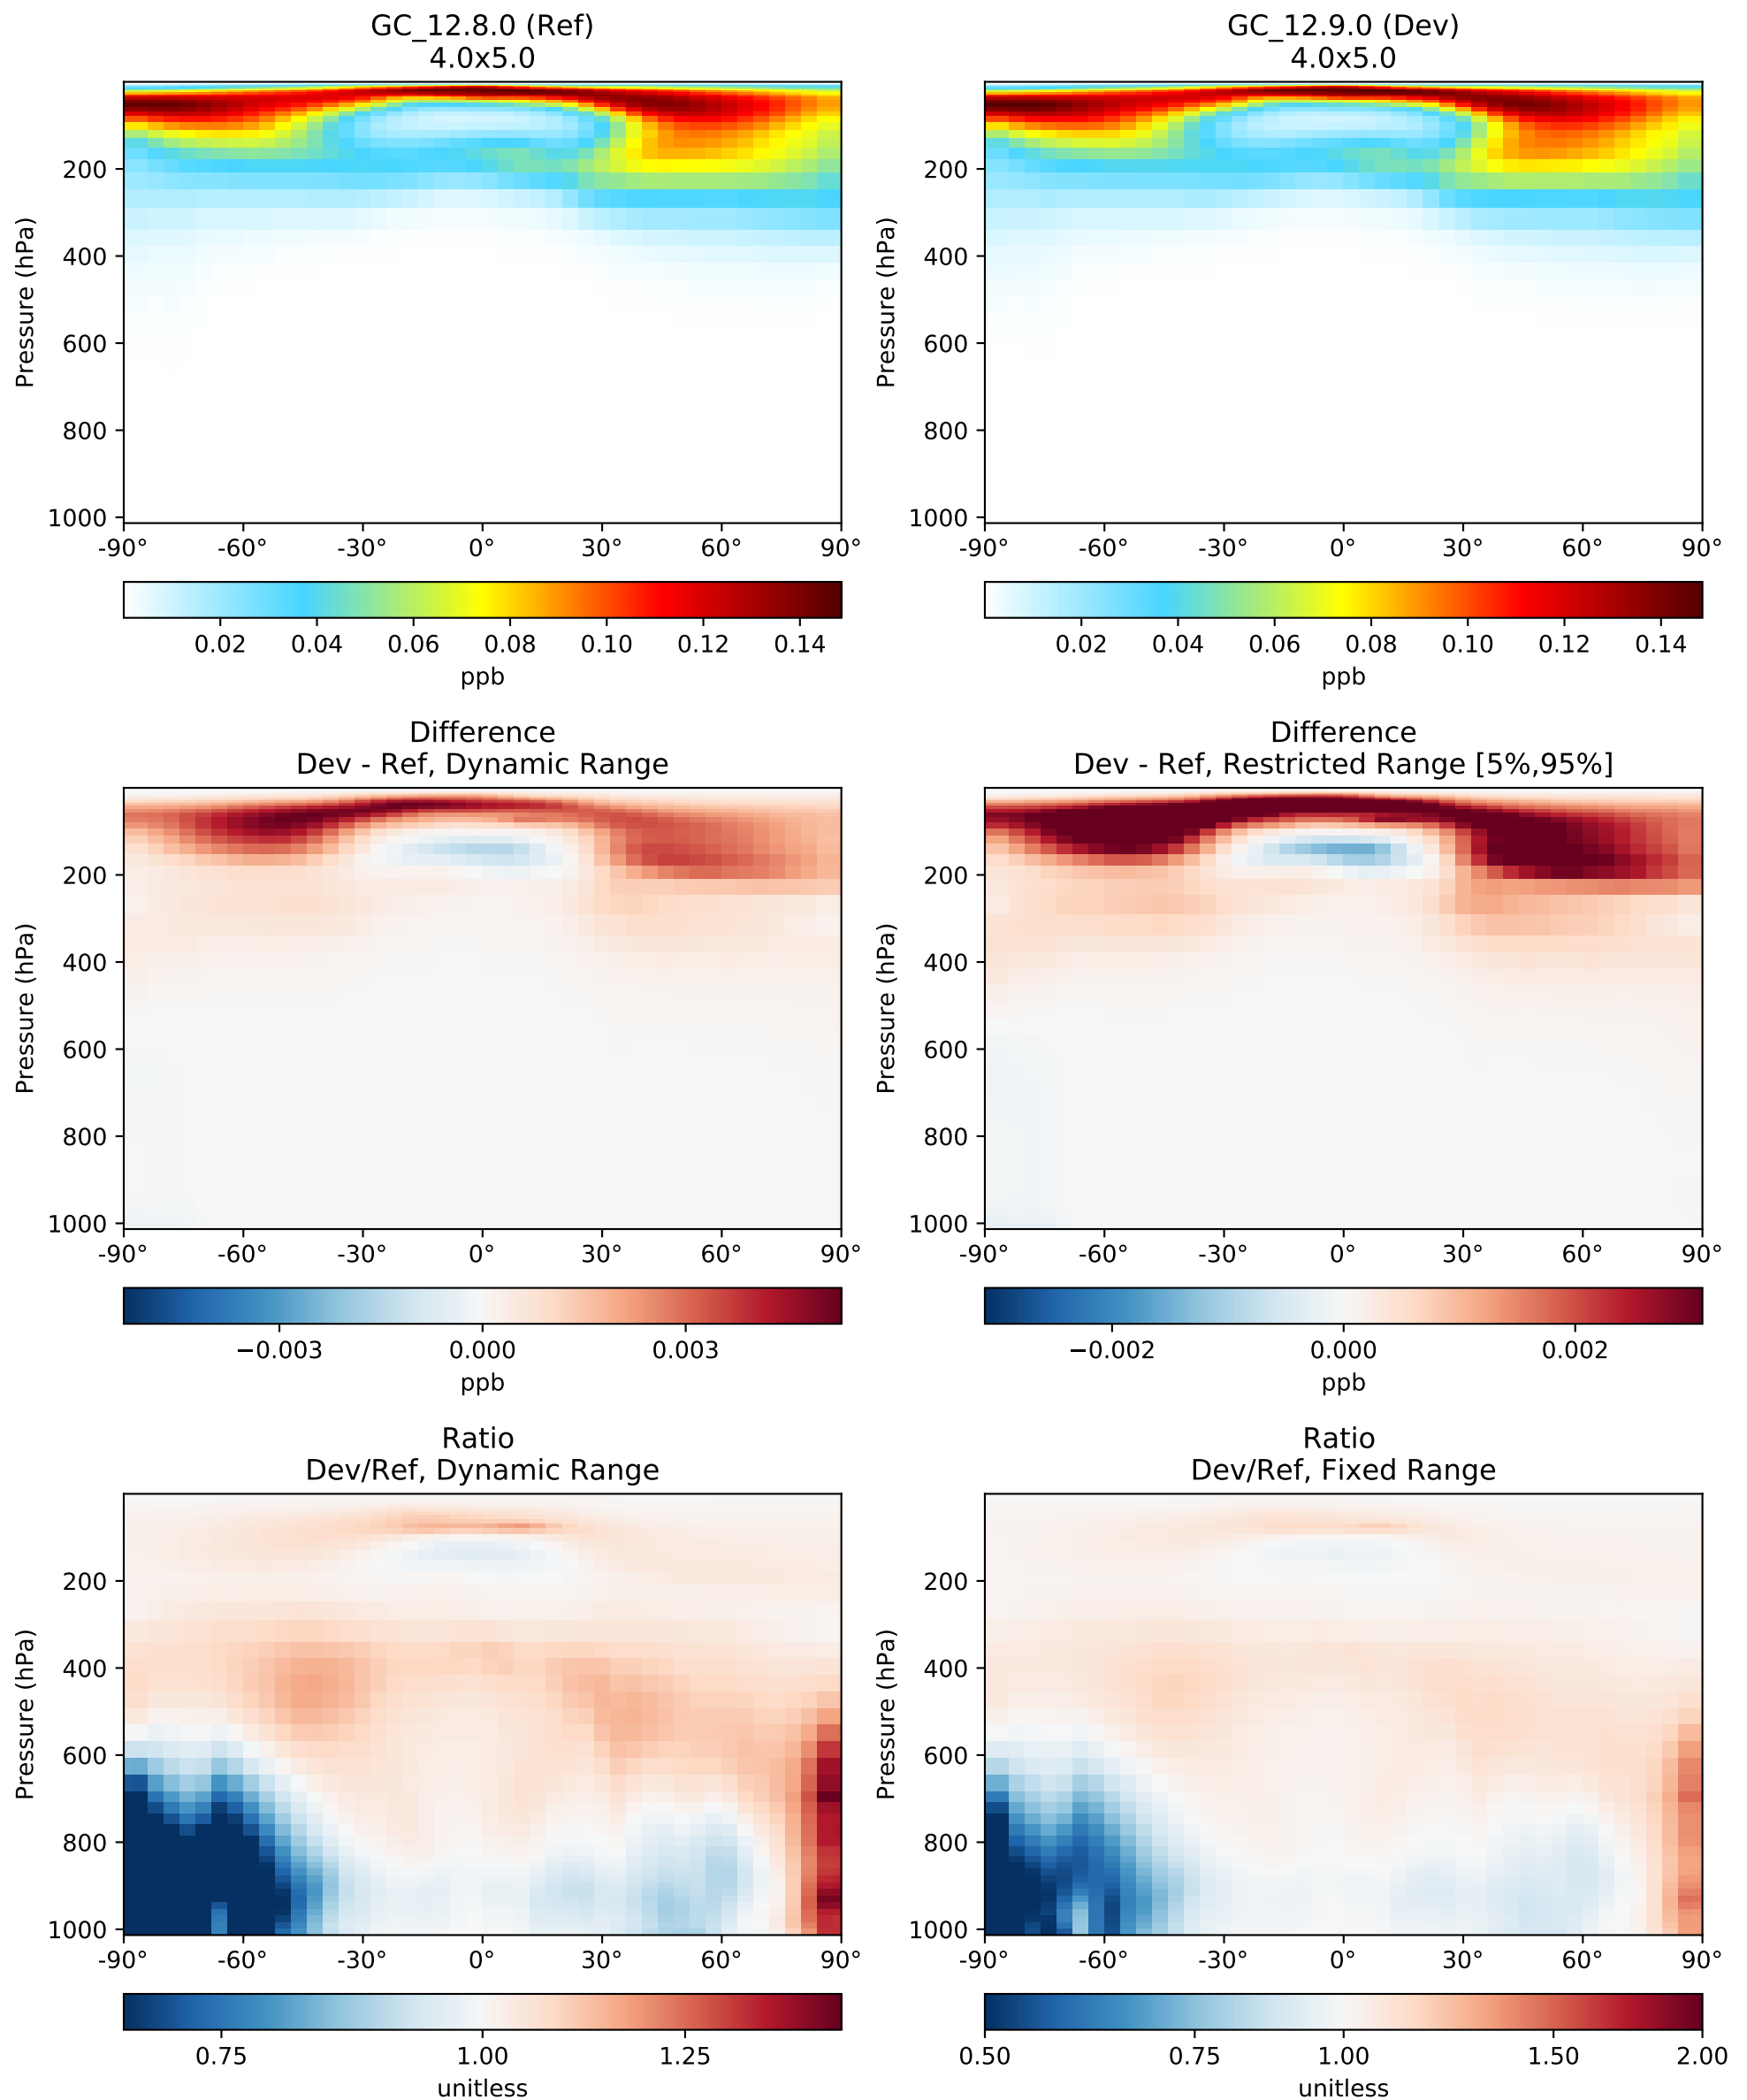 GC_12.8.0 (Ref)
4.0x5.0
GC_12.9.0 (Dev)
4.0x5.0
Pressure (hPa)
200
400
600
800
1000
-90° -60° -30° 0° 30° 60° 90°
0.02 0.04 0.06 0.08 0.10 0.12 0.14
ppb
Pressure (hPa)
200
400
600
800
1000
-90° -60° -30° 0° 30° 60° 90°
0.02 0.04 0.06 0.08 0.10 0.12 0.14
ppb
Difference
Dev - Ref, Dynamic Range
Pressure (hPa)
200
400
600
800
1000
-90° -60° -30° 0° 30° 60° 90°
−0.003 0.000 0.003
ppb
Difference
Dev - Ref, Restricted Range [5%,95%]
Pressure (hPa)
200
400
600
800
1000
-90° -60° -30° 0° 30° 60° 90°
−0.002 0.000 0.002
ppb
Ratio
Dev/Ref, Dynamic Range
Pressure (hPa)
200
400
600
800
1000
-90° -60° -30° 0° 30° 60° 90°
0.75 1.00 1.25
unitless
Ratio
Dev/Ref, Fixed Range
Pressure (hPa)
200
400
600
800
1000
-90° -60° -30° 0° 30° 60° 90°
0.50 0.75 1.00 1.50 2.00
unitless